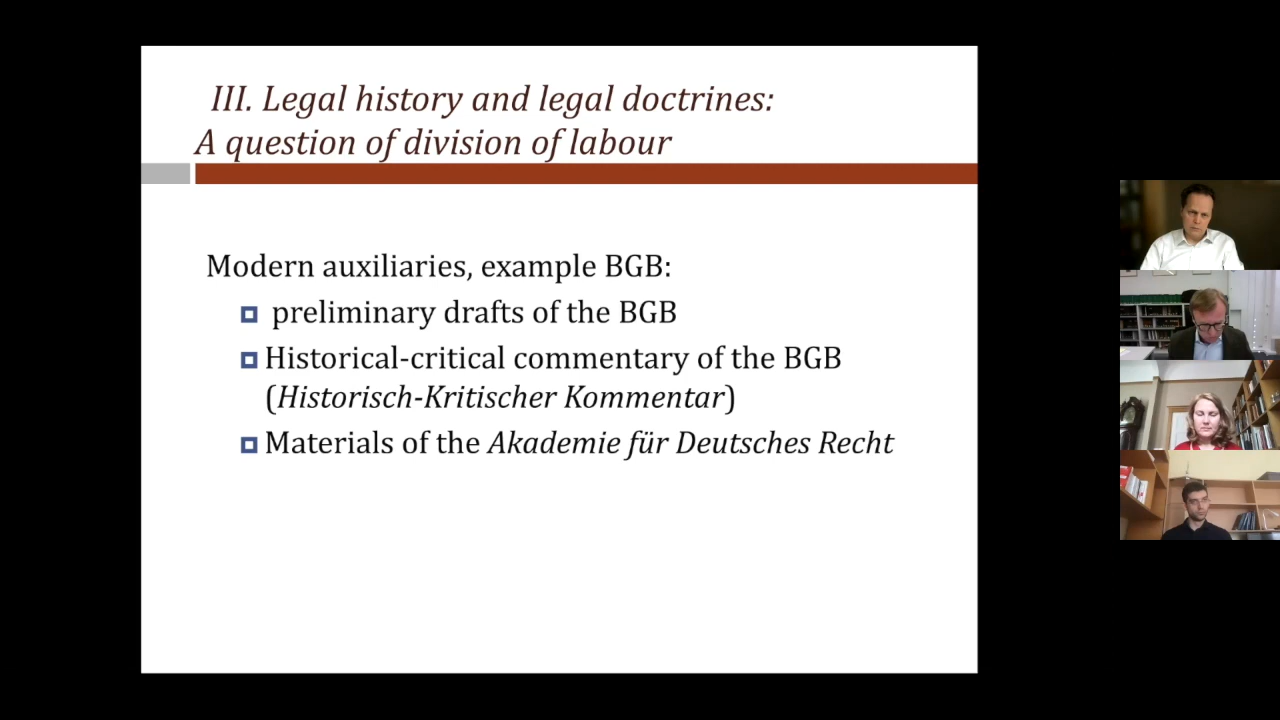 III. Legal history and legal doctrines:
A question of division of labour
Modern auxiliaries, example BGB:
preliminary drafts of the BGB
Historical-critical commentary of the BGB
(Historisch-Kritischer Kommentar)
Materials of the Akademie für Deutsches Recht